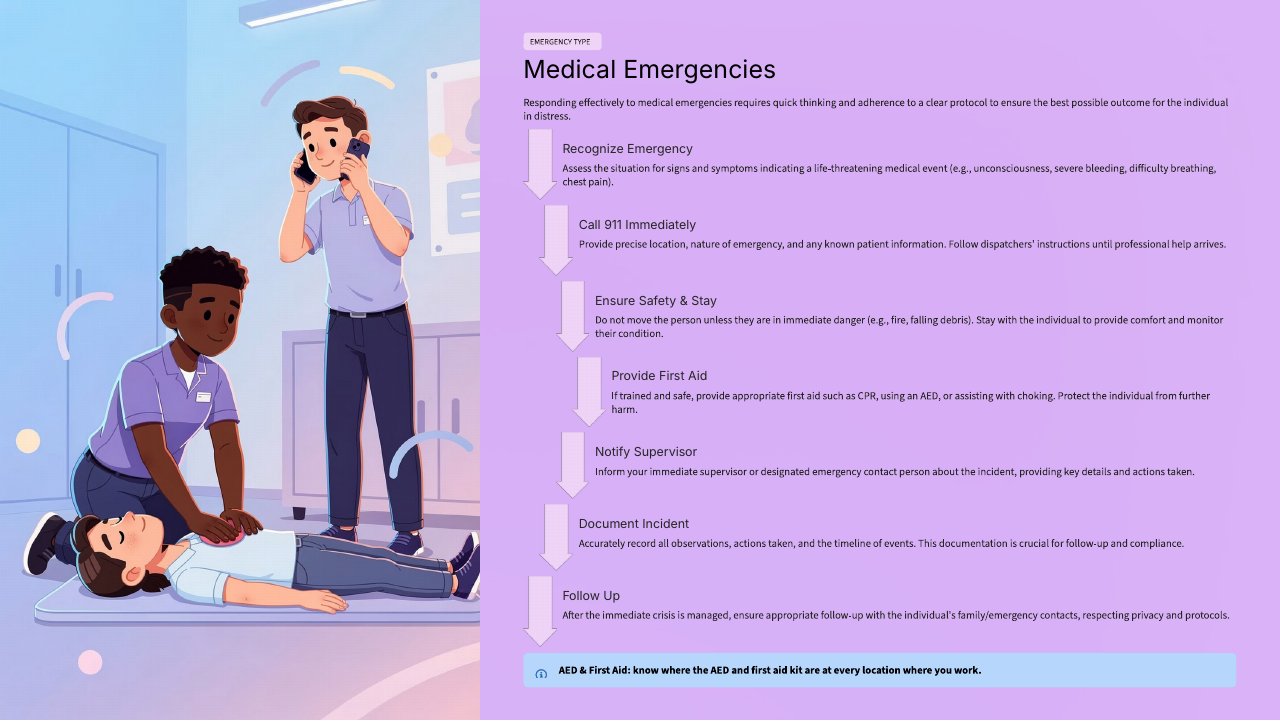 EMERGENCY TYPE
Medical Emergencies
Responding effectively to medical emergencies requires quick thinking and adherence to a clear protocol to ensure the best possible outcome for the individual
in distress.
Recognize Emergency
Assess the situation for signs and symptoms indicating a life-threatening medical event (e.g., unconsciousness, severe bleeding, difficulty breathing,
chest pain).
Call 911 Immediately
Provide precise location, nature of emergency, and any known patient information. Follow dispatchers' instructions until professional help arrives.
Ensure Safety & Stay
Do not move the person unless they are in immediate danger (e.g., fire, falling debris). Stay with the individual to provide comfort and monitor
their condition.
Provide First Aid
If trained and safe, provide appropriate first aid such as CPR, using an AED, or assisting with choking. Protect the individual from further
harm.
Notify Supervisor
Inform your immediate supervisor or designated emergency contact person about the incident, providing key details and actions taken.
Document Incident
Accurately record all observations, actions taken, and the timeline of events. This documentation is crucial for follow-up and compliance.
Follow Up
After the immediate crisis is managed, ensure appropriate follow-up with the individual's family/emergency contacts, respecting privacy and protocols.
AED & First Aid: know where the AED and first aid kit are at every location where you work.